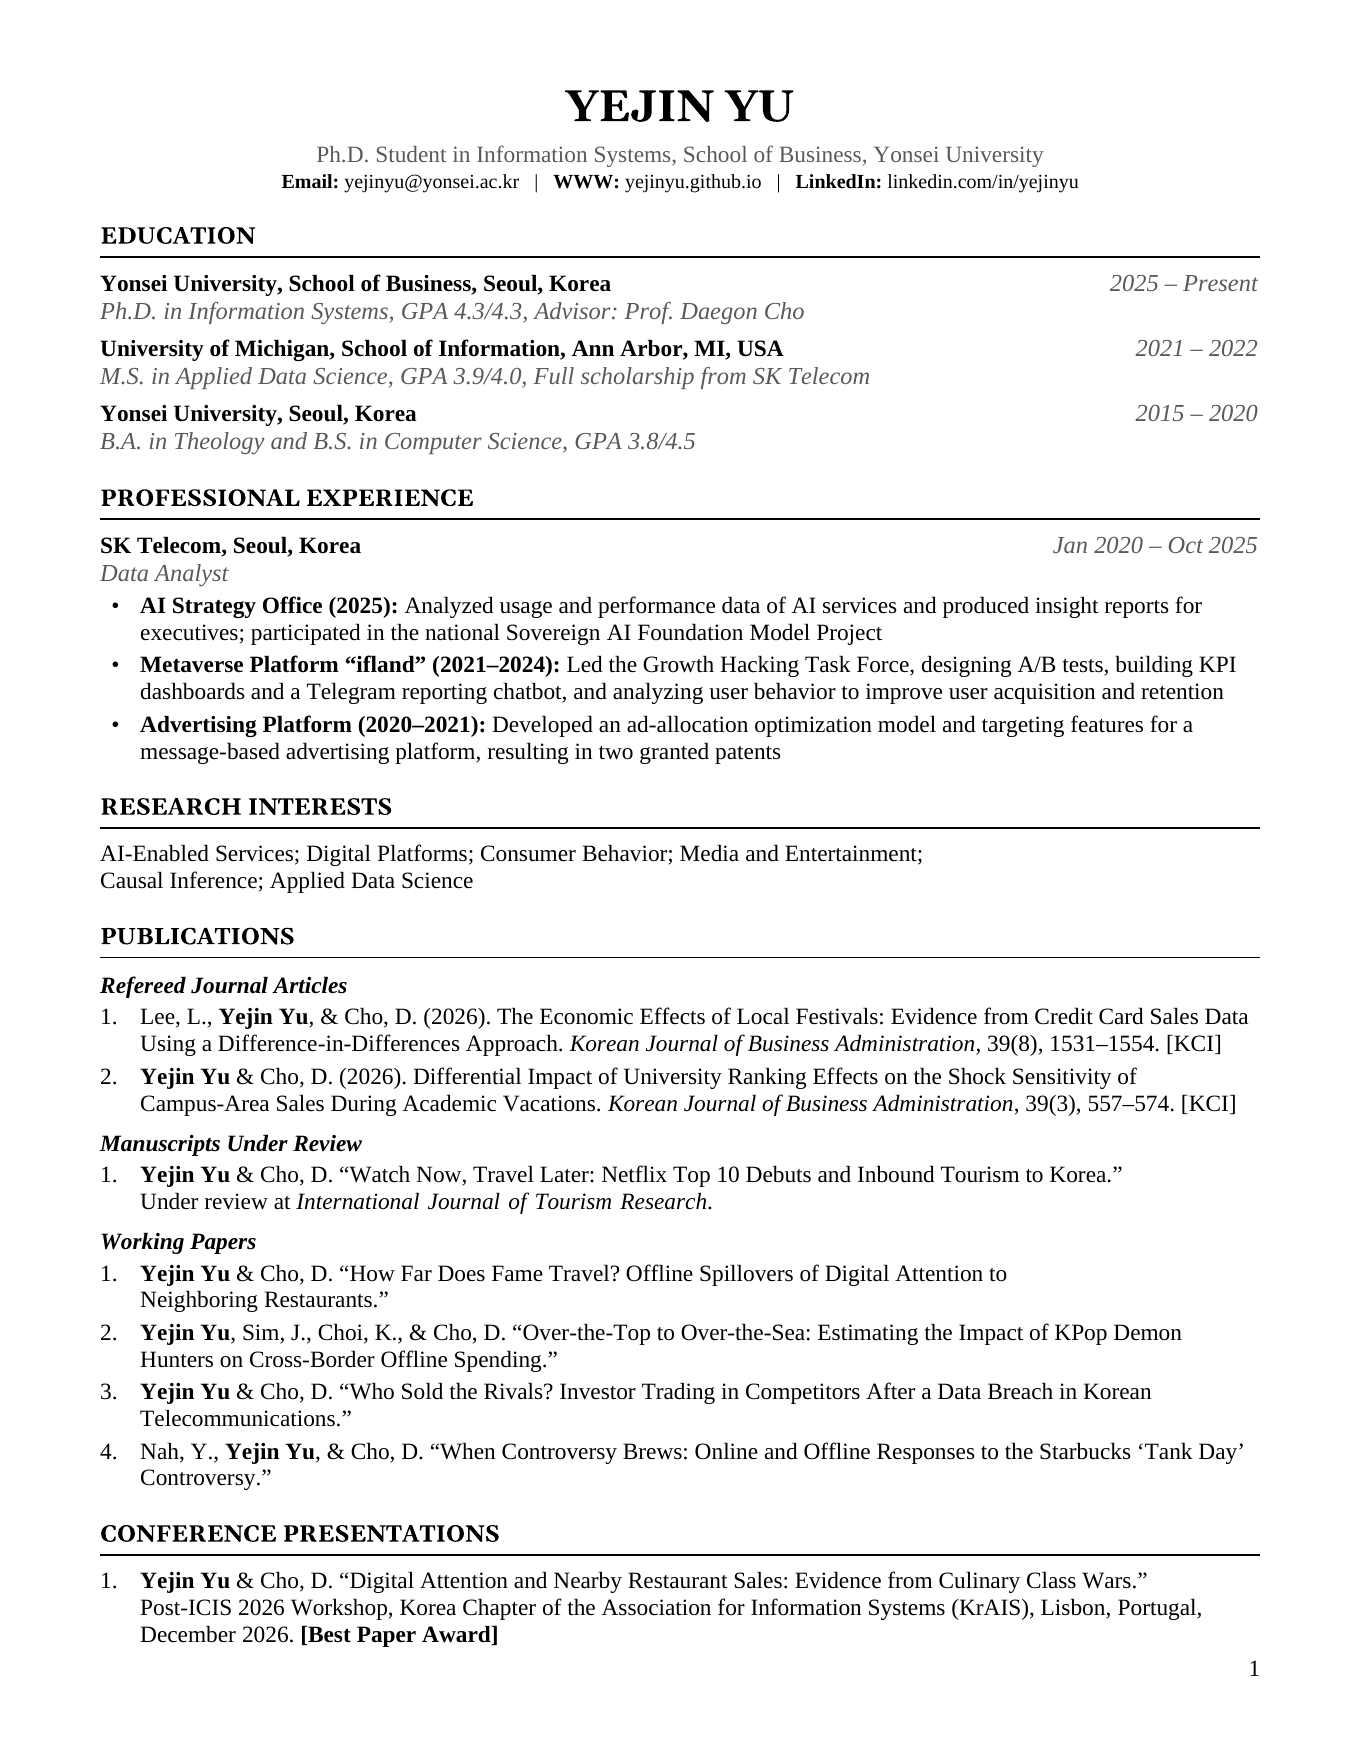 YEJIN YU
Ph.D. Student in Information Systems, School of Business, Yonsei University
Email: yejinyu@yonsei.ac.kr | WWW: yejinyu.github.io | LinkedIn: linkedin.com/in/yejinyu
EDUCATION
Yonsei University, School of Business, Seoul, Korea 2025 – Present
Ph.D. in Information Systems, GPA 4.3/4.3, Advisor: Prof. Daegon Cho
University of Michigan, School of Information, Ann Arbor, MI, USA 2021 – 2022
M.S. in Applied Data Science, GPA 3.9/4.0, Full scholarship from SK Telecom
Yonsei University, Seoul, Korea 2015 – 2020
B.A. in Theology and B.S. in Computer Science, GPA 3.8/4.5
PROFESSIONAL EXPERIENCE
SK Telecom, Seoul, Korea Jan 2020 – Oct 2025
Data Analyst
• AI Strategy Office (2025): Analyzed usage and performance data of AI services and produced insight reports for
executives; participated in the national Sovereign AI Foundation Model Project
• Metaverse Platform “ifland” (2021–2024): Led the Growth Hacking Task Force, designing A/B tests, building KPI
dashboards and a Telegram reporting chatbot, and analyzing user behavior to improve user acquisition and retention
• Advertising Platform (2020–2021): Developed an ad-allocation optimization model and targeting features for a
message-based advertising platform, resulting in two granted patents
RESEARCH INTERESTS
AI-Enabled Services; Digital Platforms; Consumer Behavior; Media and Entertainment;
Causal Inference; Applied Data Science
PUBLICATIONS
Refereed Journal Articles
1. Lee, L., Yejin Yu, & Cho, D. (2026). The Economic Effects of Local Festivals: Evidence from Credit Card Sales Data
Using a Difference-in-Differences Approach. Korean Journal of Business Administration, 39(8), 1531–1554. [KCI]
2. Yejin Yu & Cho, D. (2026). Differential Impact of University Ranking Effects on the Shock Sensitivity of
Campus-Area Sales During Academic Vacations. Korean Journal of Business Administration, 39(3), 557–574. [KCI]
Manuscripts Under Review
1. Yejin Yu & Cho, D. “Watch Now, Travel Later: Netflix Top 10 Debuts and Inbound Tourism to Korea.”
Under review at International Journal of Tourism Research.
Working Papers
1. Yejin Yu & Cho, D. “How Far Does Fame Travel? Offline Spillovers of Digital Attention to
Neighboring Restaurants.”
2. Yejin Yu, Sim, J., Choi, K., & Cho, D. “Over-the-Top to Over-the-Sea: Estimating the Impact of KPop Demon
Hunters on Cross-Border Offline Spending.”
3. Yejin Yu & Cho, D. “Who Sold the Rivals? Investor Trading in Competitors After a Data Breach in Korean
Telecommunications.”
4. Nah, Y., Yejin Yu, & Cho, D. “When Controversy Brews: Online and Offline Responses to the Starbucks ‘Tank Day’
Controversy.”
CONFERENCE PRESENTATIONS
1. Yejin Yu & Cho, D. “Digital Attention and Nearby Restaurant Sales: Evidence from Culinary Class Wars.”
Post-ICIS 2026 Workshop, Korea Chapter of the Association for Information Systems (KrAIS), Lisbon, Portugal,
December 2026. [Best Paper Award]
1